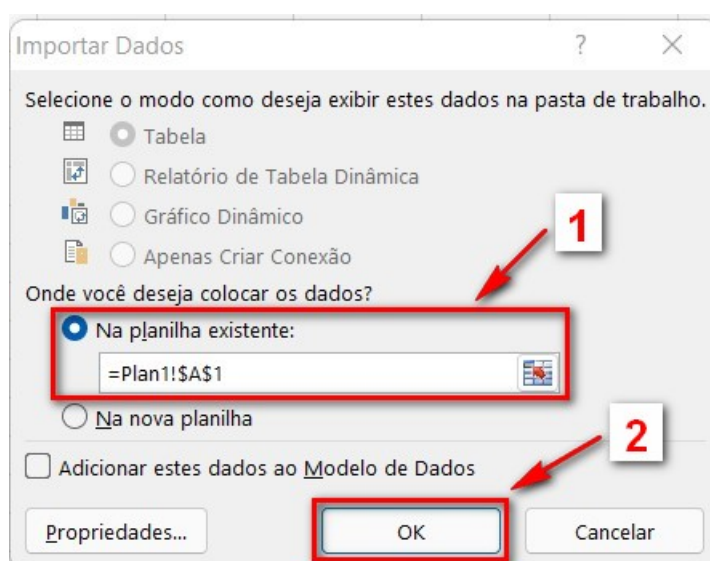 Importar Dados ? ×
Selecione o modo como deseja exibir estes dados na pasta de trabalho.
Tabela
Relatório de Tabela Dinâmica
Gráfico Dinâmico
1
Apenas Criar Conexão
Onde você deseja colocar os dados?
Na planilha existente:
=Plan1!$A$1
Na nova planilha
2
Adicionar estes dados ao Modelo de Dados
Propriedades... OK Cancelar